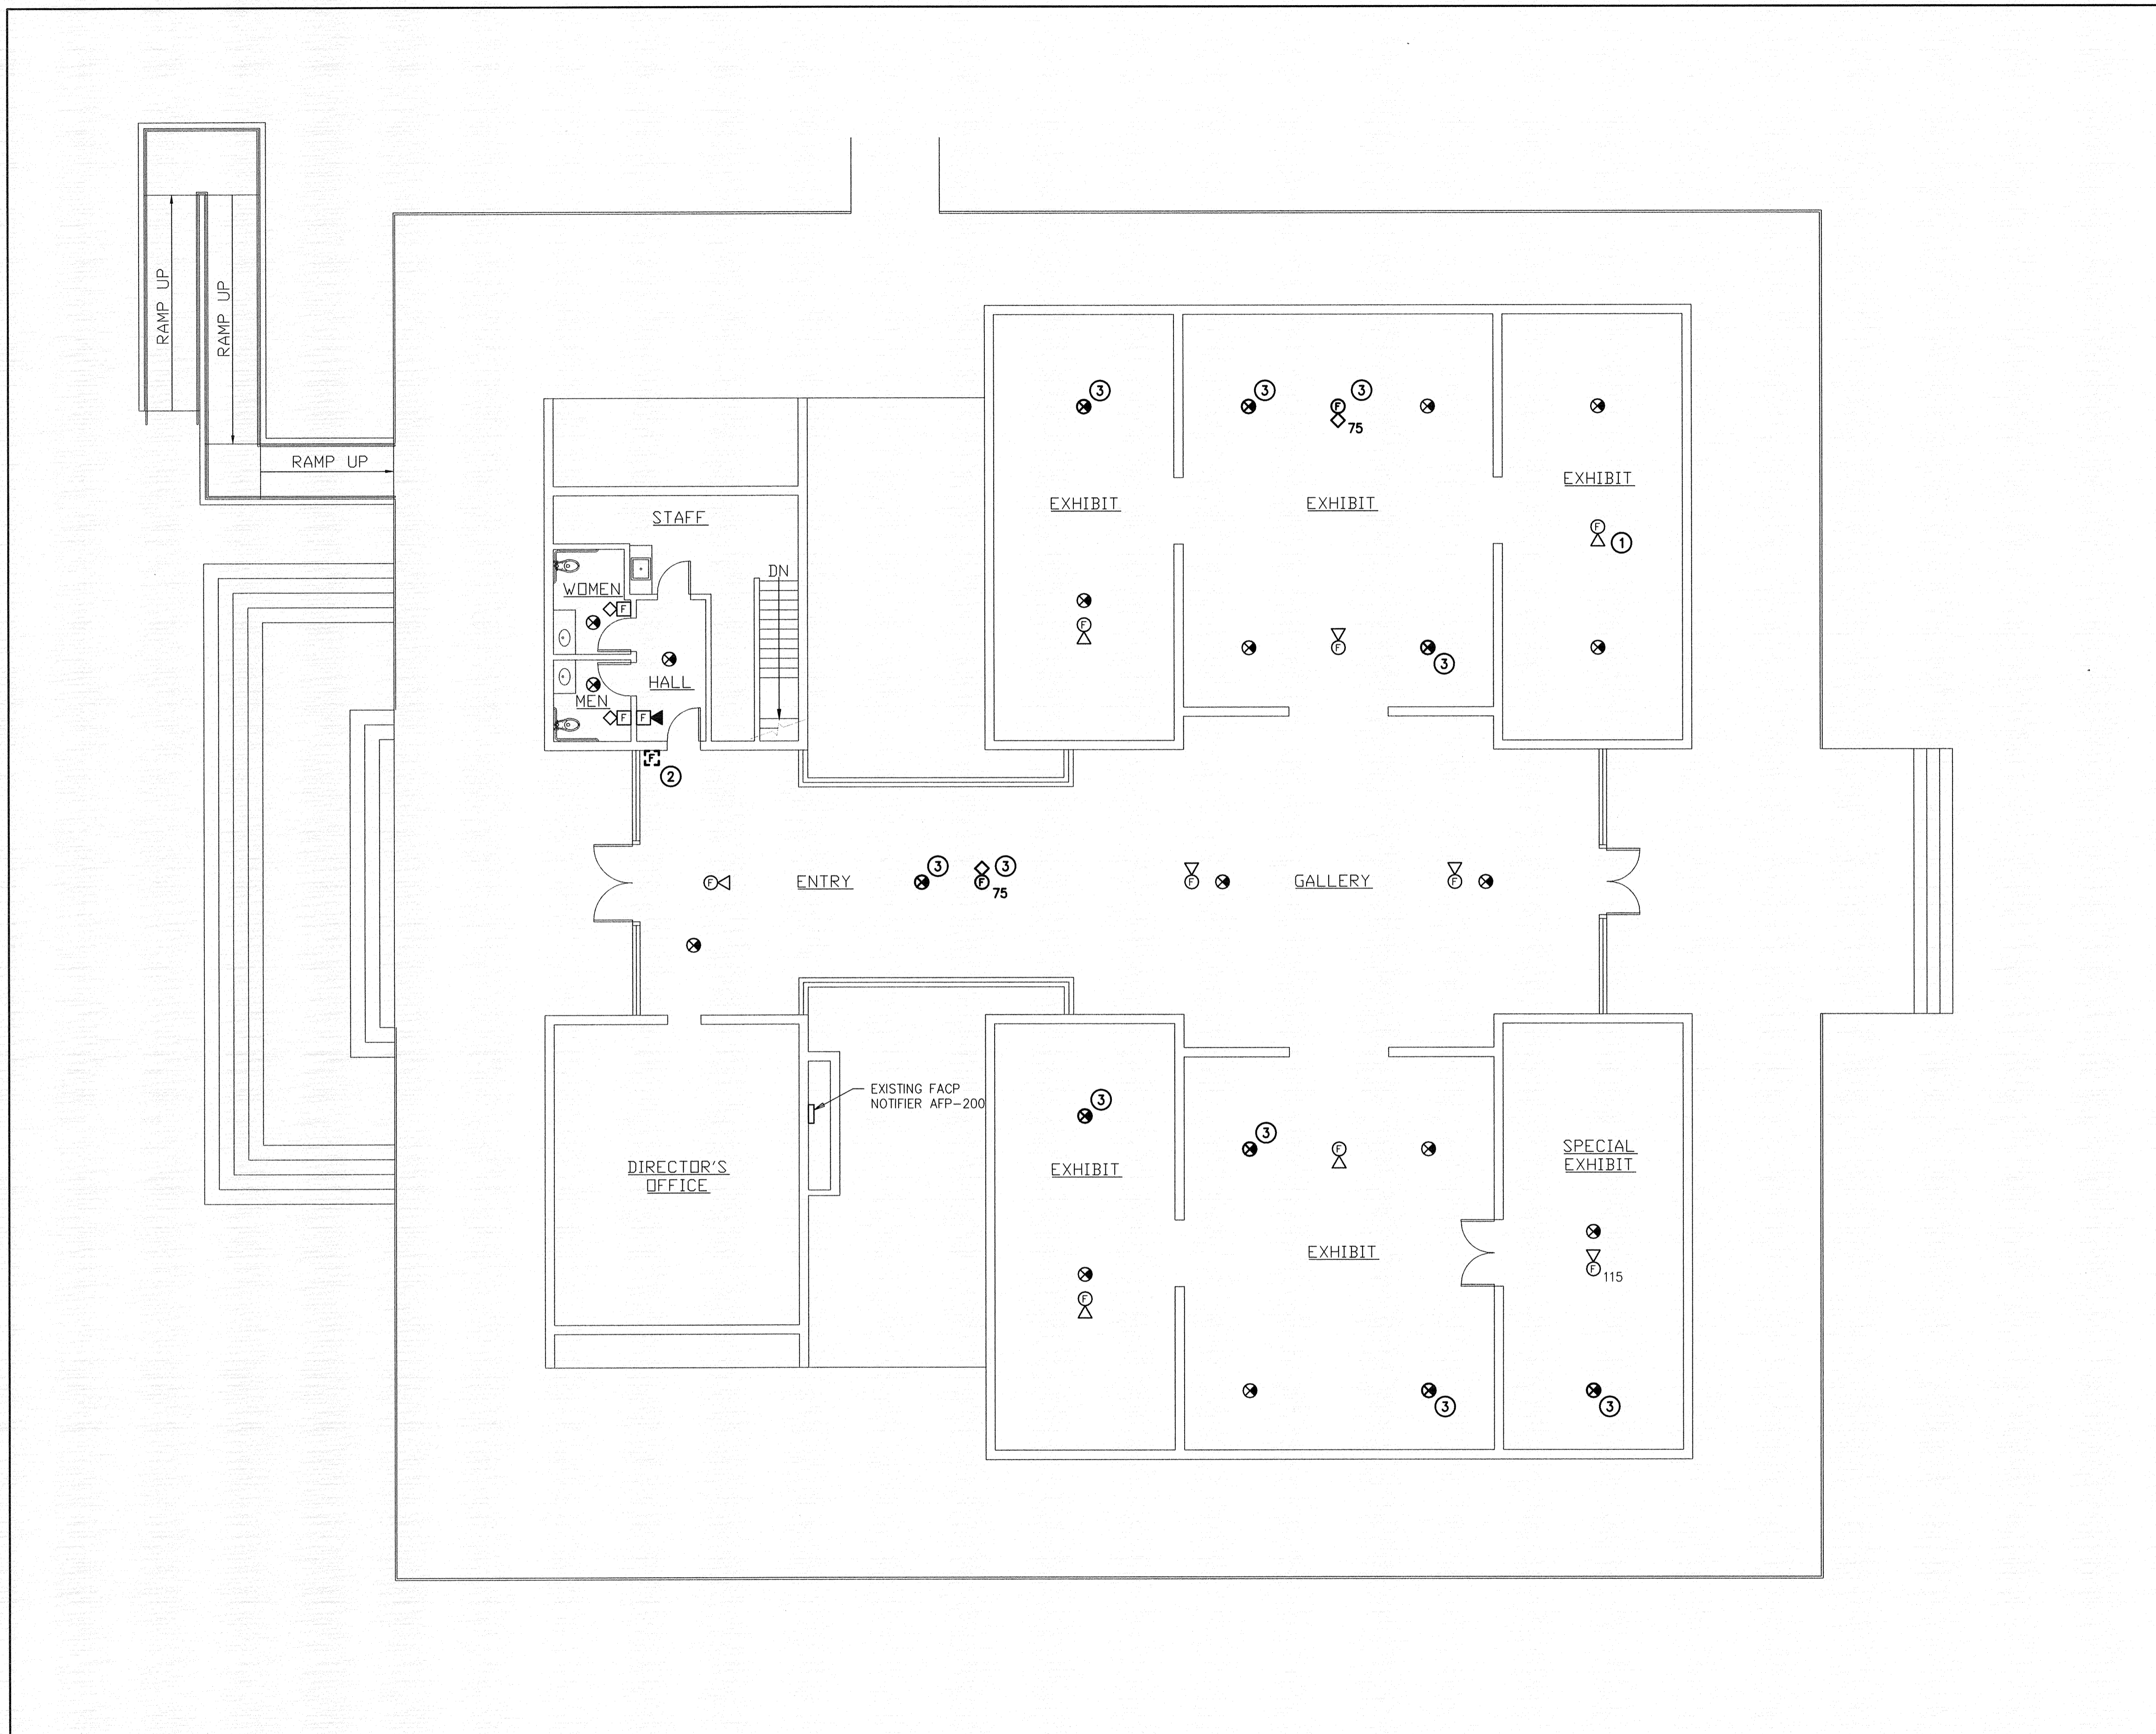 RAMP UP
RAMP UP
RAMP UP
3
3
3
F
75
EXHIBIT
EXHIBIT
EXHIBIT
F
1
STAFF
DN
WOMEN
F
F
F
3
HALL
MEN
F
F
F
2
3
3
F
ENTRY
F
75
F
GALLERY
F
EXISTING FACP
NOTIFIER AFP-200
3
3
F
DIRECTOR'S
OFFICE
EXHIBIT
SPECIAL
EXHIBIT
EXHIBIT
F
115
F
3
3